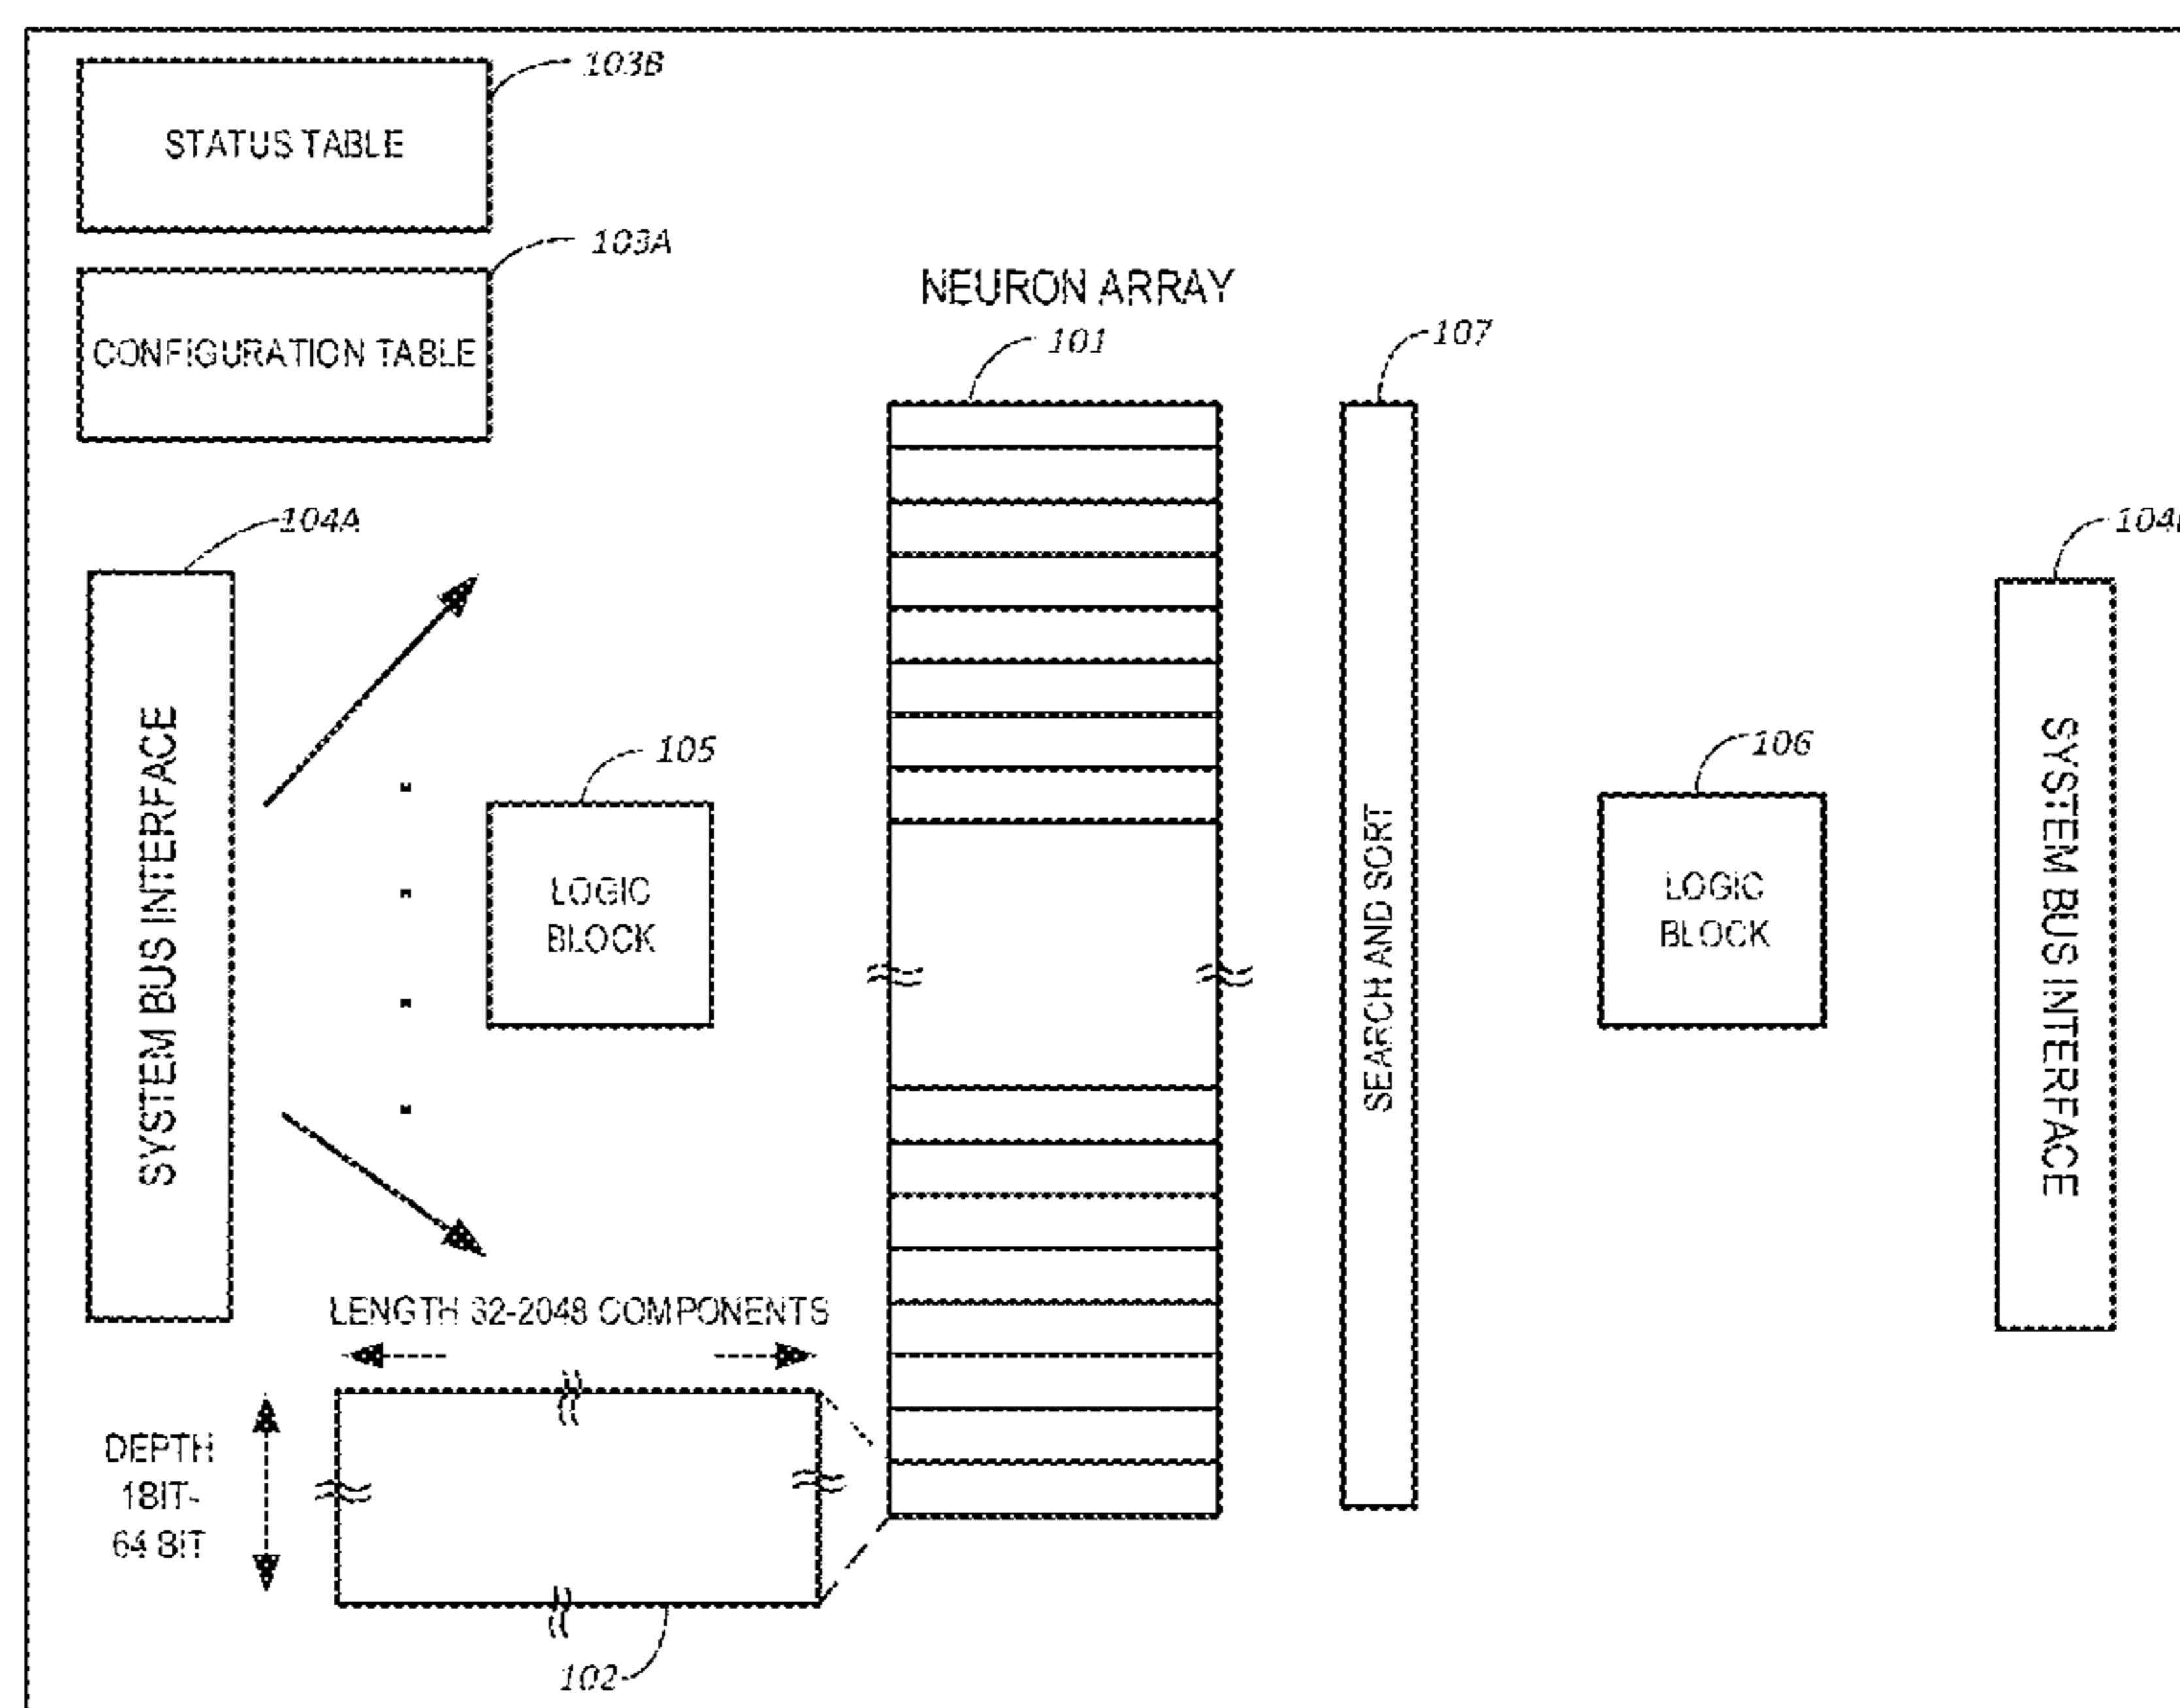 103B
STATUS TABLE
103A
CONFIGURATION TABLE
NEURON ARRAY
101
107
104A
SYSTEM BUS INTERFACE
105
LOGIC
BLOCK
SEARCH AND SORT
106
LOGIC
BLOCK
SYSTEM BUS INTERFACE
LENGTH 32-2048 COMPONENTS
DEPTH
1BIT-
64 BIT
102